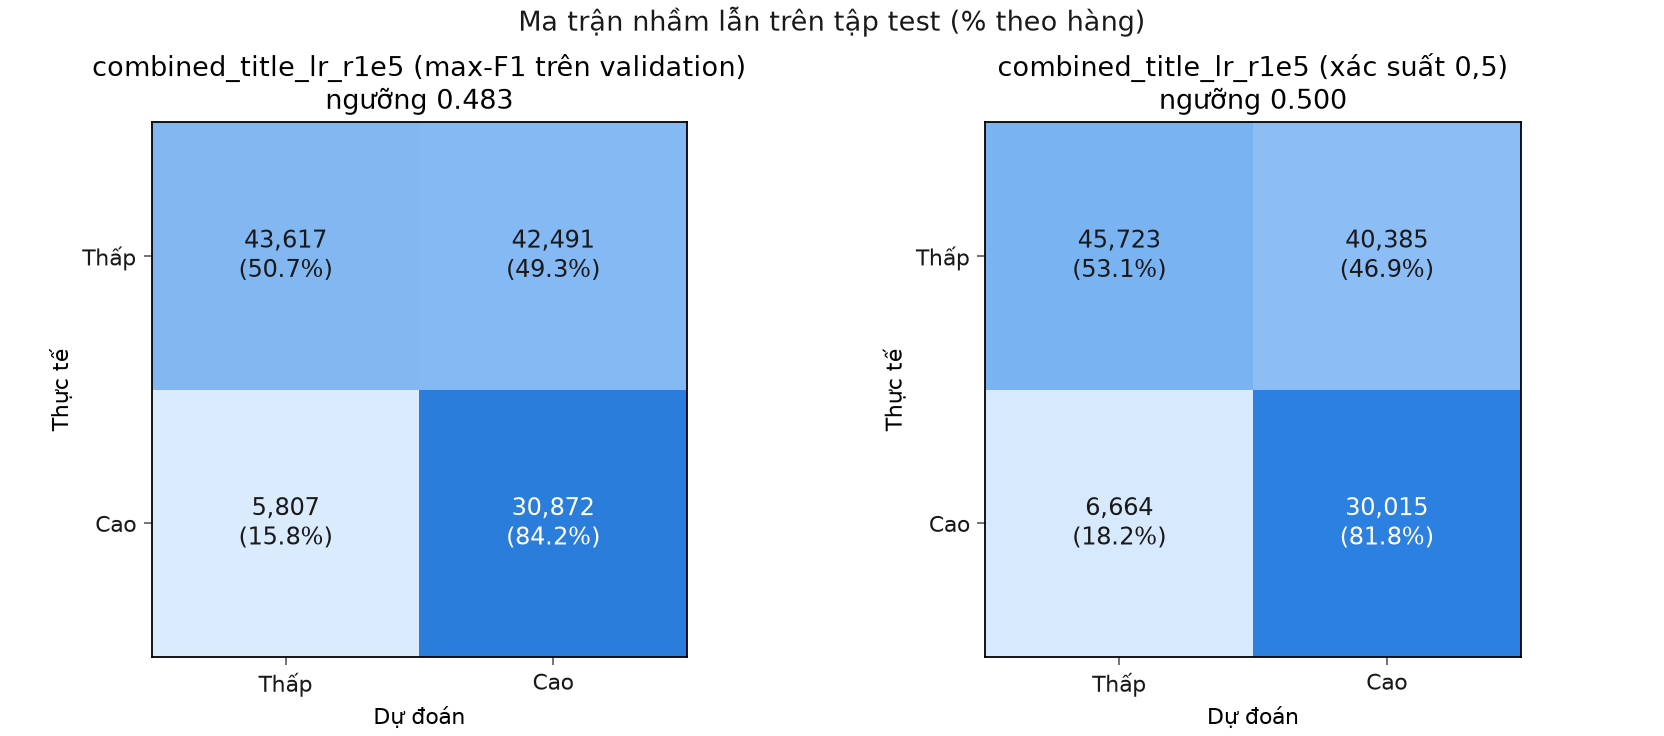 Ma trận nhầm lẫn trên tập test (% theo hàng)
combined_title_lr_r1e5 (max-F1 trên validation)
ngưỡng 0.483
Thực tế
Thấp
Cao
43,617
(50.7%)
42,491
(49.3%)
5,807
(15.8%)
30,872
(84.2%)
Thấp
Cao
Dự đoán
combined_title_lr_r1e5 (xác suất 0,5)
ngưỡng 0.500
Thực tế
Thấp
Cao
45,723
(53.1%)
40,385
(46.9%)
6,664
(18.2%)
30,015
(81.8%)
Thấp
Cao
Dự đoán